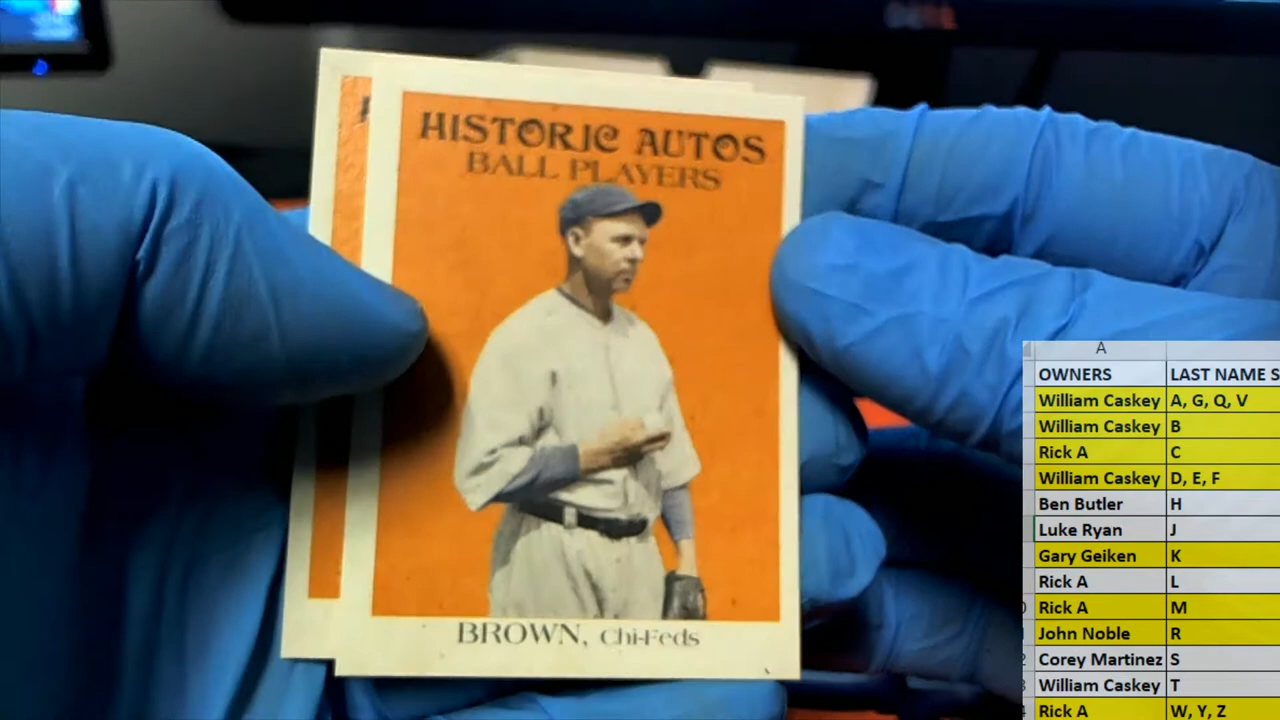 HISTORIC AUTOS
BALL PLAYERS
BROWN, Chi-Feds
A
OWNERS LAST NAME S
William Caskey A, G, Q, V
William Caskey B
Rick A C
William Caskey D, E, F
Ben Butler H
Luke Ryan J
Gary Geiken K
Rick A L
Rick A M
John Noble R
Corey Martinez S
William Caskey T
Rick A W, Y, Z